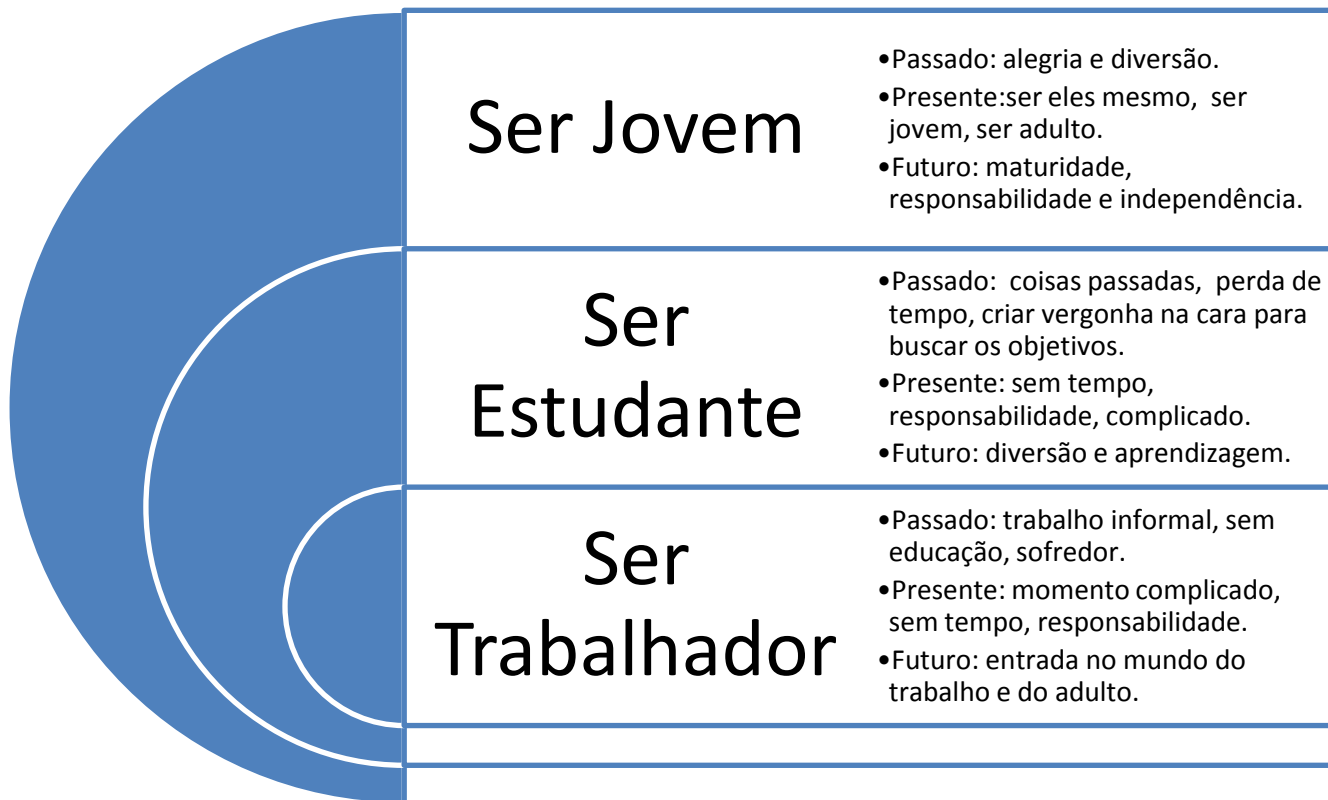 Ser Jovem
•Passado: alegria e diversão.
•Presente:ser eles mesmo,  ser
jovem, ser adulto.
•Futuro: maturidade,
responsabilidade e independência.
Ser
Estudante
•Passado:  coisas passadas,  perda de
tempo, criar vergonha na cara para
buscar os objetivos.
•Presente: sem tempo,
responsabilidade, complicado.
•Futuro: diversão e aprendizagem.
Ser
Trabalhador
•Passado: trabalho informal, sem
educação, sofredor.
•Presente: momento complicado,
sem tempo, responsabilidade.
•Futuro: entrada no mundo do
trabalho e do adulto.